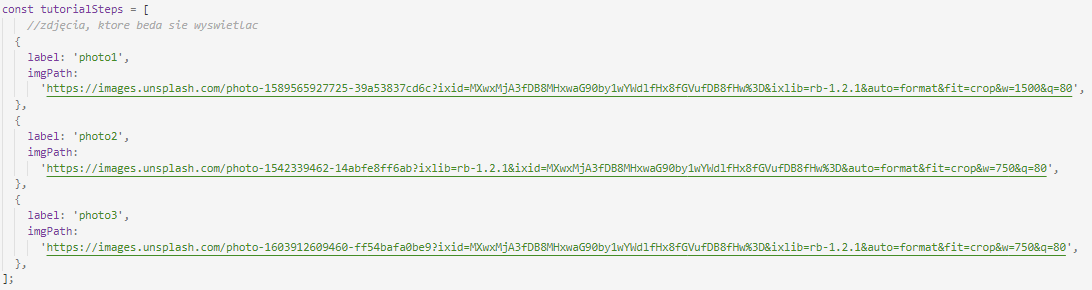 const tutorialSteps = [
//zdjęcia, ktore beda sie wyswietlac
{
label: 'photo1',
imgPath:
'https://images.unsplash.com/photo-1589565927725-39a53837cd6c?ixid=MXwxMjA3fDB8MHxwaG90by1wYWdlfHx8fGVufDB8fHw%3D&ixlib=rb-1.2.1&auto=format&fit=crop&w=1500&q=80',
},
{
label: 'photo2',
imgPath:
'https://images.unsplash.com/photo-1542339462-14abfe8ff6ab?ixlib=rb-1.2.1&ixid=MXwxMjA3fDB8MHxwaG90by1wYWdlfHx8fGVufDB8fHw%3D&auto=format&fit=crop&w=750&q=80',
},
{
label: 'photo3',
imgPath:
'https://images.unsplash.com/photo-1603912609460-ff54bafa0be9?ixid=MXwxMjA3fDB8MHxwaG90by1wYWdlfHx8fGVufDB8fHw%3D&ixlib=rb-1.2.1&auto=format&fit=crop&w=750&q=80',
},
];